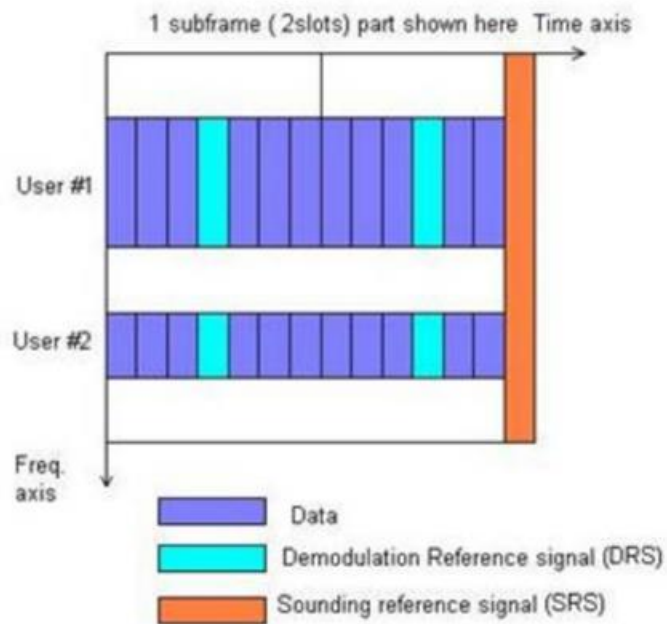 1 subframe ( 2slots) part shown here Time axis
User #1
User #2
Freq.
axis
Data
Demodulation Reference signal (DRS)
Sounding reference signal (SRS)